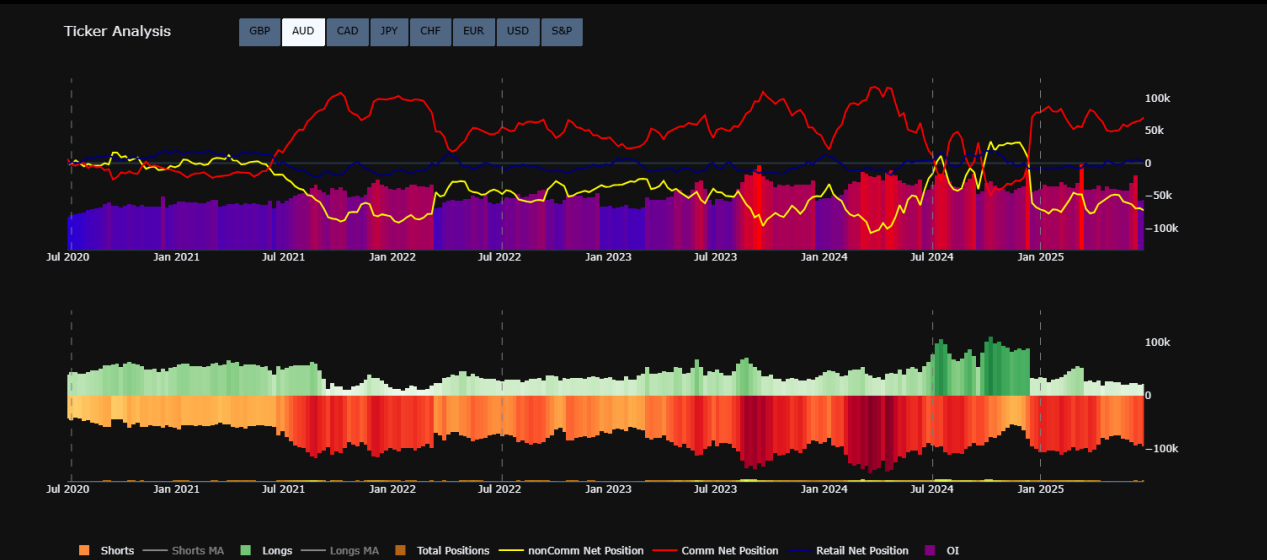 Ticker Analysis GBP AUD CAD JPY CHF EUR USD S&P
100k
50k
0
−50k
−100k
Jul 2020 Jan 2021 Jul 2021 Jan 2022 Jul 2022 Jan 2023 Jul 2023 Jan 2024 Jul 2024 Jan 2025
100k
0
−100k
Jul 2020 Jan 2021 Jul 2021 Jan 2022 Jul 2022 Jan 2023 Jul 2023 Jan 2024 Jul 2024 Jan 2025
Shorts Shorts MA Longs Longs MA Total Positions nonComm Net Position Comm Net Position Retail Net Position OI